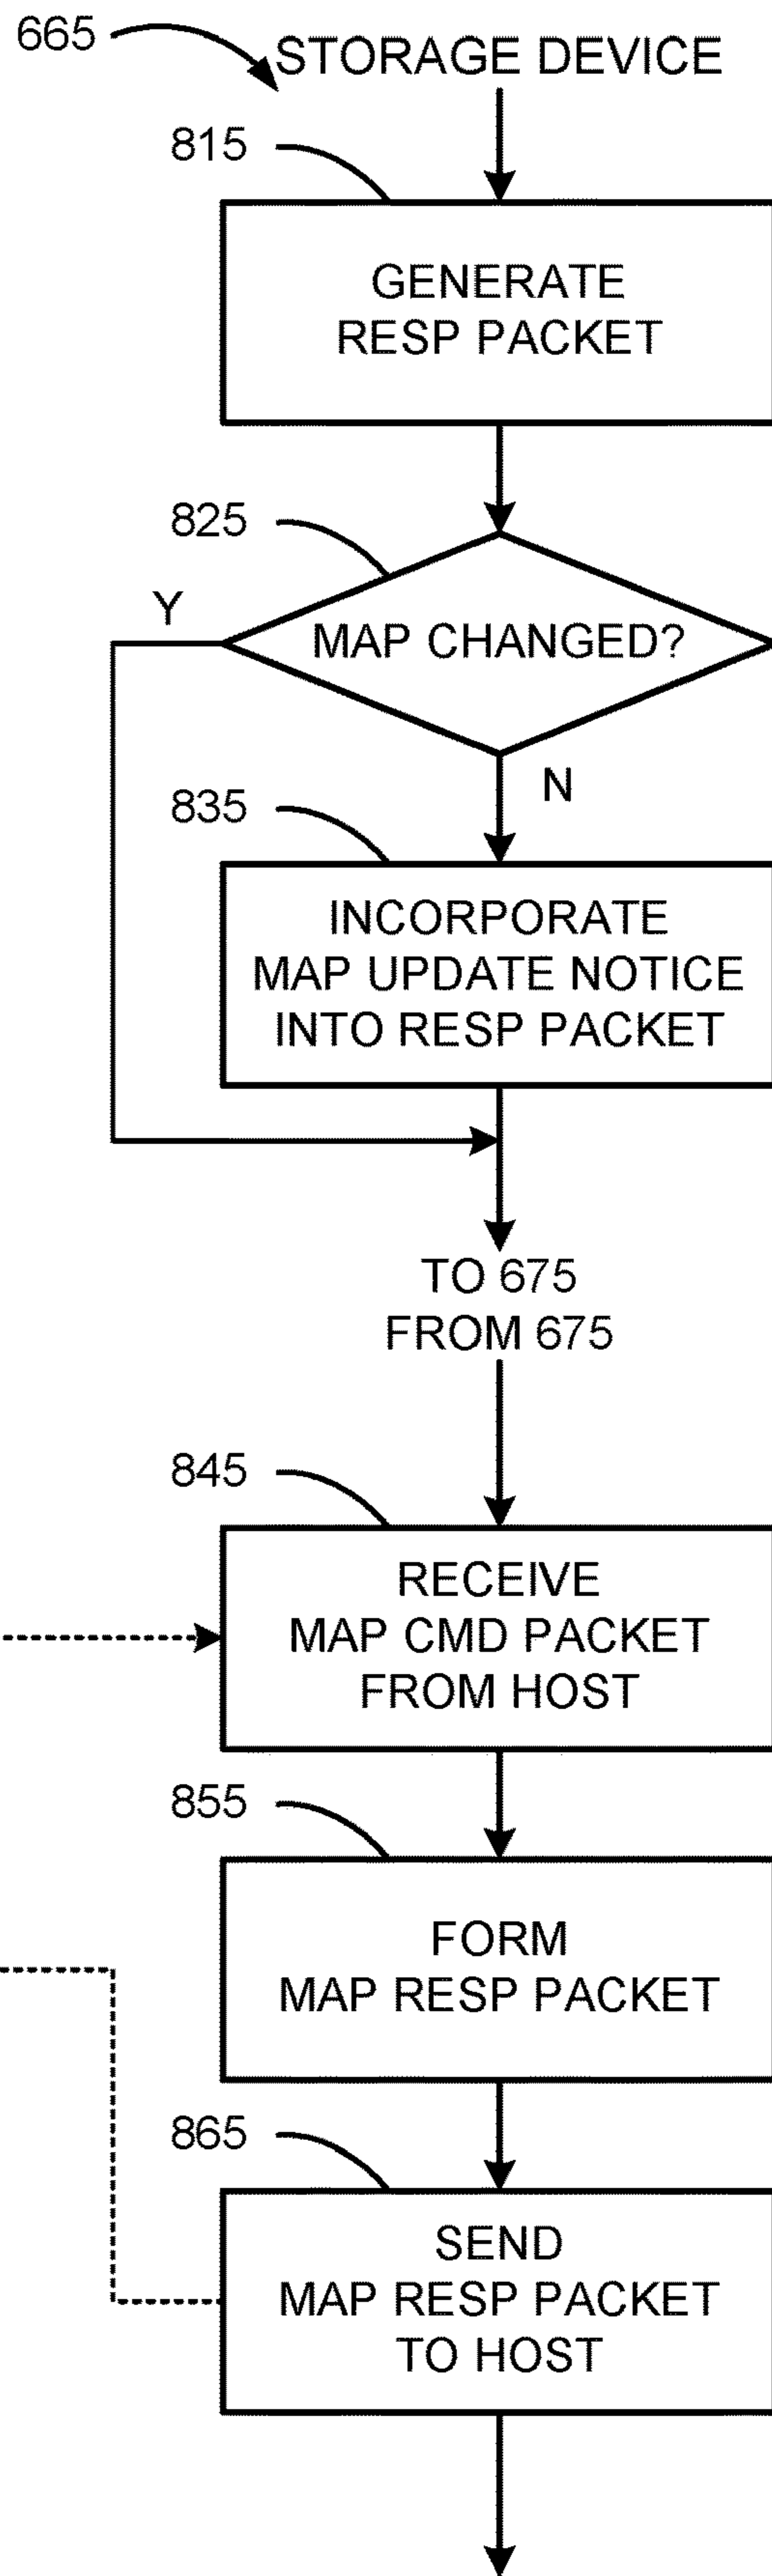 665
STORAGE DEVICE
815
GENERATE
RESP PACKET
825
Y
MAP CHANGED?
N
835
INCORPORATE
MAP UPDATE NOTICE
INTO RESP PACKET
TO 675
FROM 675
845
RECEIVE
MAP CMD PACKET
FROM HOST
855
FORM
MAP RESP PACKET
865
SEND
MAP RESP PACKET
TO HOST